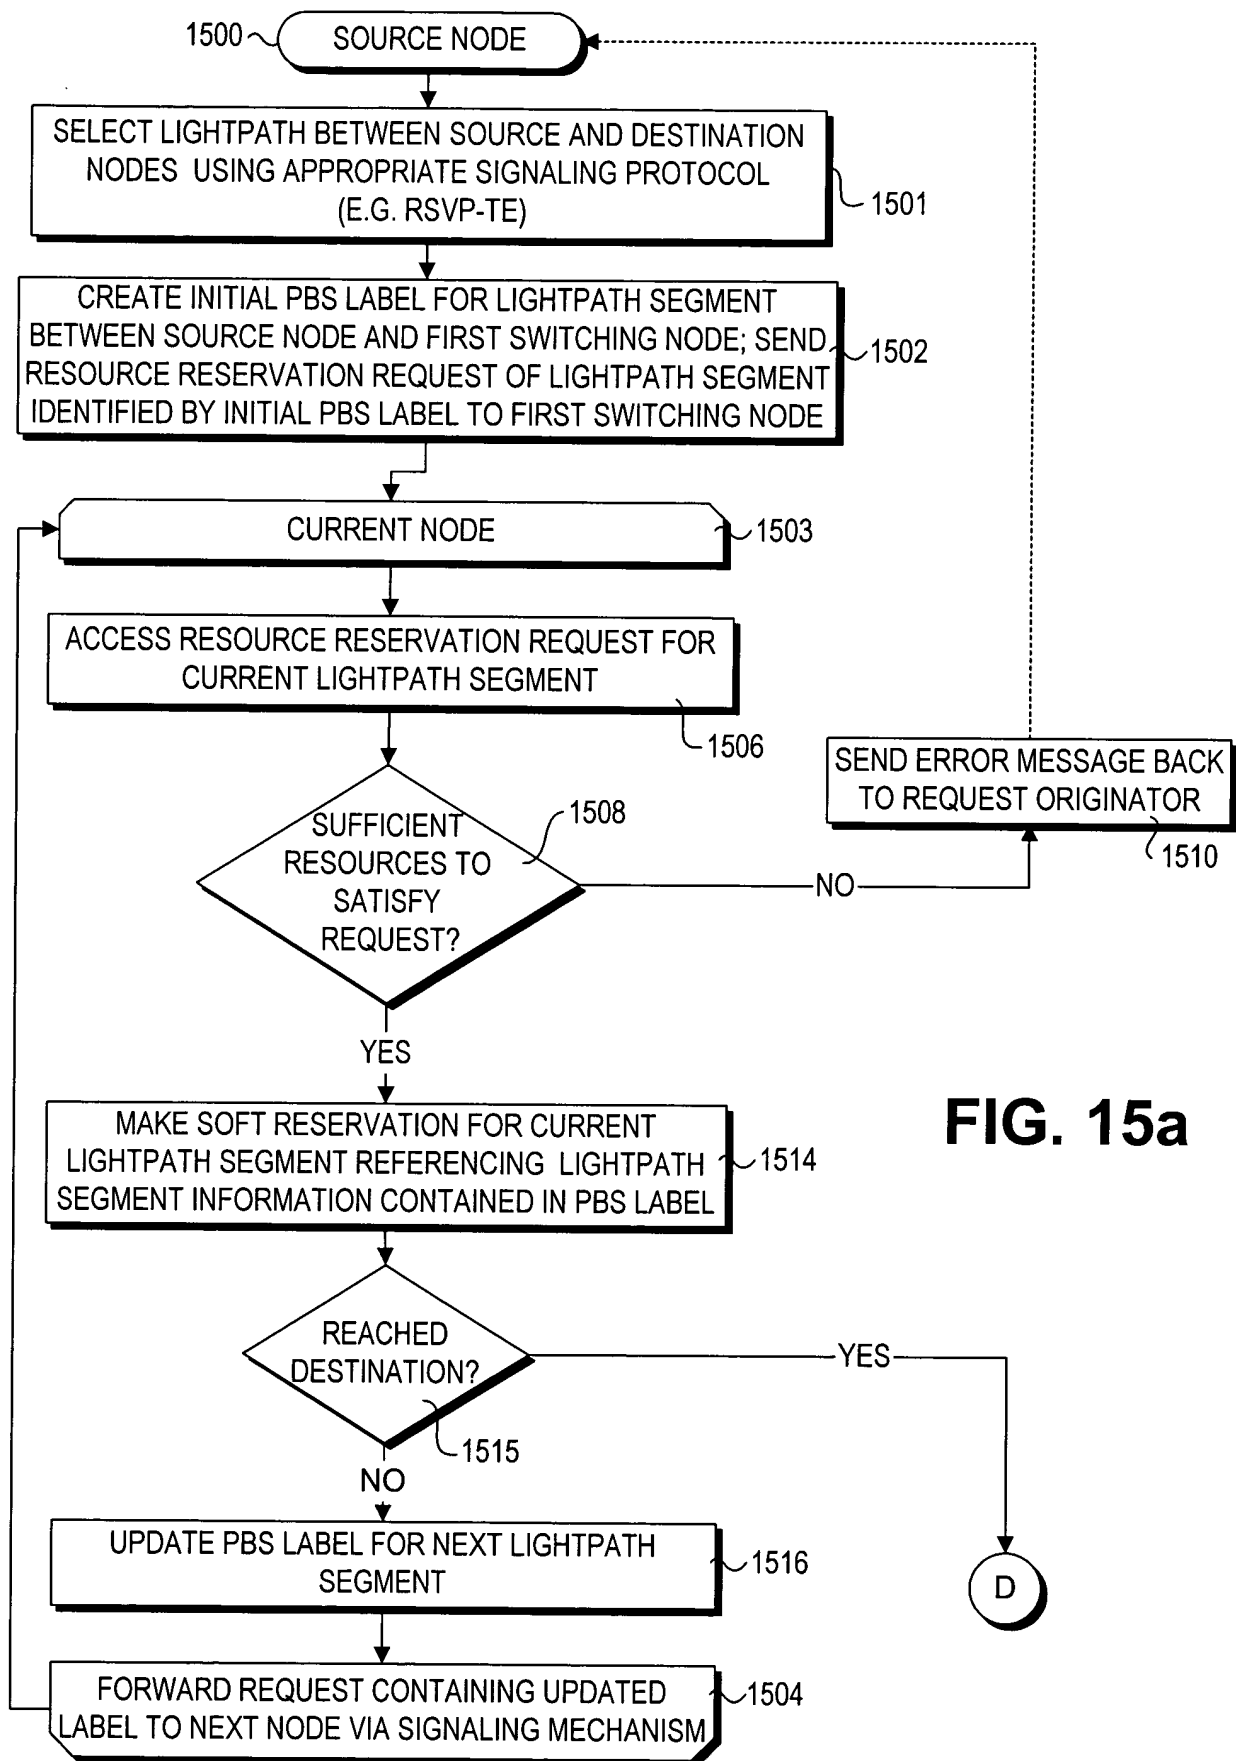 1500
SOURCE NODE
SELECT LIGHTPATH BETWEEN SOURCE AND DESTINATION
NODES USING APPROPRIATE SIGNALING PROTOCOL
(E.G. RSVP-TE)
1501
CREATE INITIAL PBS LABEL FOR LIGHTPATH SEGMENT
BETWEEN SOURCE NODE AND FIRST SWITCHING NODE; SEND
RESOURCE RESERVATION REQUEST OF LIGHTPATH SEGMENT
IDENTIFIED BY INITIAL PBS LABEL TO FIRST SWITCHING NODE
1502
CURRENT NODE
1503
ACCESS RESOURCE RESERVATION REQUEST FOR
CURRENT LIGHTPATH SEGMENT
1506
SUFFICIENT
RESOURCES TO
SATISFY
REQUEST?
1508
NO
SEND ERROR MESSAGE BACK
TO REQUEST ORIGINATOR
1510
YES
MAKE SOFT RESERVATION FOR CURRENT
LIGHTPATH SEGMENT REFERENCING LIGHTPATH
SEGMENT INFORMATION CONTAINED IN PBS LABEL
1514
FIG. 15a
REACHED
DESTINATION?
1515
YES
NO
UPDATE PBS LABEL FOR NEXT LIGHTPATH
SEGMENT
1516
D
FORWARD REQUEST CONTAINING UPDATED
LABEL TO NEXT NODE VIA SIGNALING MECHANISM
1504